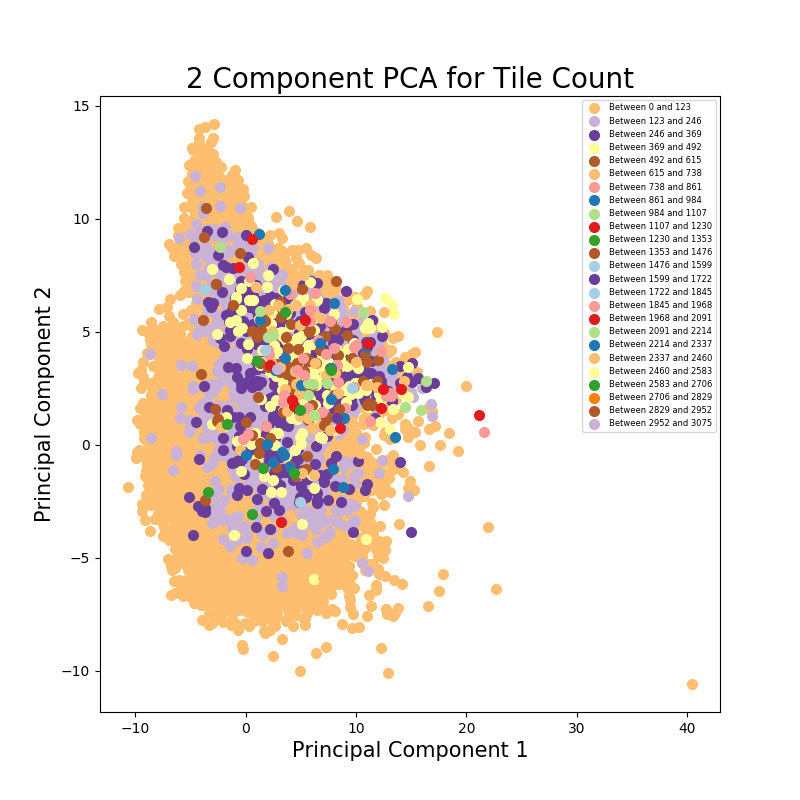 2 Component PCA for Tile Count
Between 0 and 123
Between 123 and 246
Between 246 and 369
Between 369 and 492
Between 492 and 615
Between 615 and 738
Between 738 and 861
Between 861 and 984
Between 984 and 1107
Between 1107 and 1230
Between 1230 and 1353
Between 1353 and 1476
Between 1476 and 1599
Between 1599 and 1722
Between 1722 and 1845
Between 1845 and 1968
Between 1968 and 2091
Between 2091 and 2214
Between 2214 and 2337
Between 2337 and 2460
Between 2460 and 2583
Between 2583 and 2706
Between 2706 and 2829
Between 2829 and 2952
Between 2952 and 3075
15
10
5
0
−5
−10
Principal Component 2
−10
0
10
20
30
40
Principal Component 1